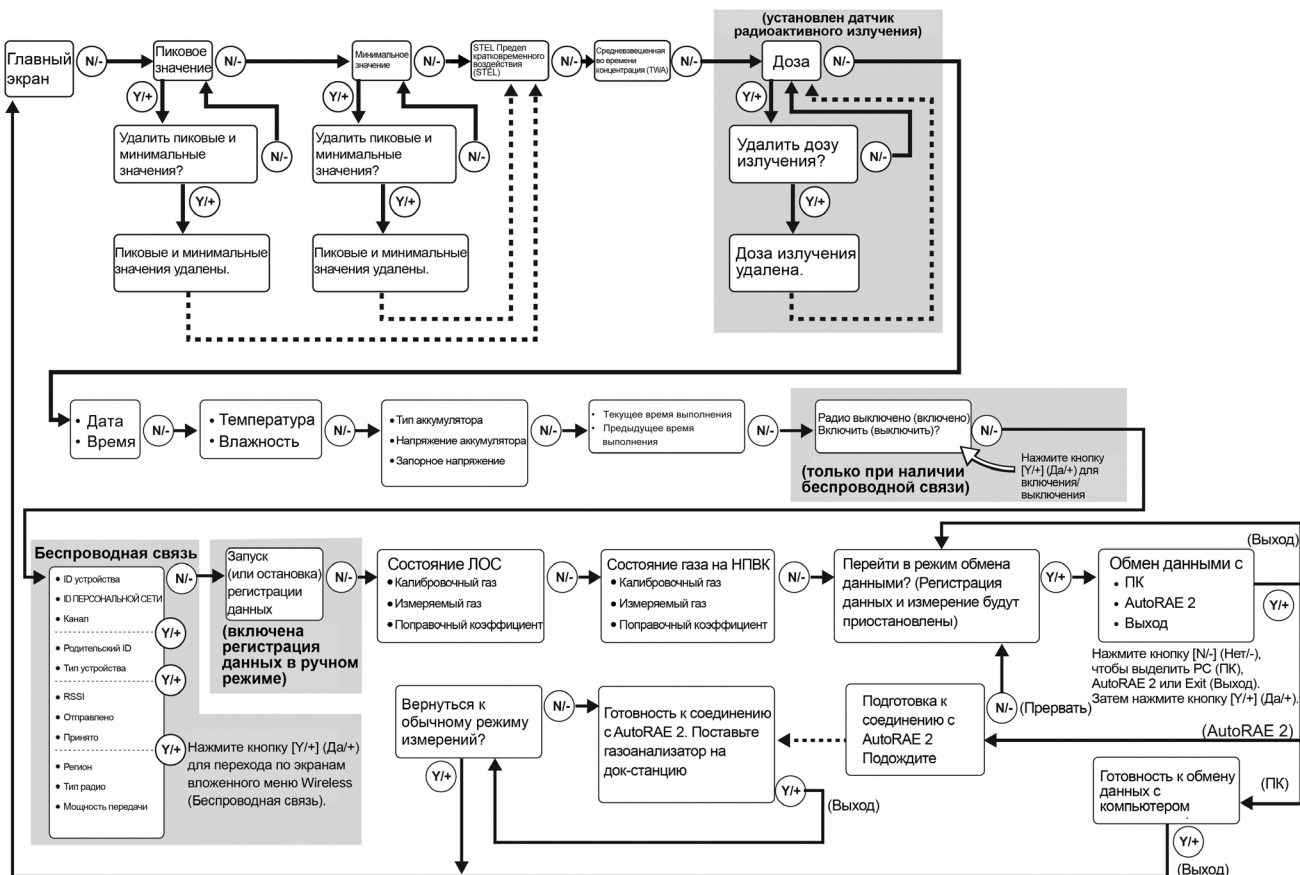 (установлен датчик
радиоактивного излучения)
Главный
экран
N/-
Пиковое
значение
N/-
Минимальное
значение
N/-
STEL Предел
кратковременного
воздействия
(STEL)
N/-
Средневзвешенная
во времени
концентрация (TWA)
N/-
Доза
N/-
Y/+
Y/+
Y/+
Удалить пиковые и
минимальные
значения?
N/-
Удалить пиковые и
минимальные
значения?
N/-
Удалить дозу
излучения?
N/-
Y/+
Y/+
Y/+
Пиковые и минимальные
значения удалены.
Пиковые и минимальные
значения удалены.
Доза излучения
удалена.
• Дата
• Время
N/-
• Температура
• Влажность
N/-
• Тип аккумулятора
• Напряжение аккумулятора
• Запорное напряжение
N/-
• Текущее время выполнения
• Предыдущее время
выполнения
N/-
Радио выключено (включено)
Включить (выключить)?
N/-
(только при наличии
беспроводной связи)
Нажмите кнопку
[Y/+] (Да/+) для
включения/
выключения
Беспроводная связь
• ID устройства
• ID ПЕРСОНАЛЬНОЙ СЕТИ
• Канал
Y/+
• Родительский ID
• Тип устройства
Y/+
• RSSI
• Отправлено
• Принято
Y/+
• Регион
• Тип радио
• Мощность передачи
N/-
Нажмите кнопку [Y/+] (Да/+)
для перехода по экранам
вложенного меню Wireless
(Беспроводная связь).
Запуск
(или остановка)
регистрации
данных
N/-
(включена
регистрация
данных в ручном
режиме)
Состояние ЛОС
• Калибровочный газ
• Измеряемый газ
• Поправочный коэффициент
N/-
Состояние газа на НПВК
• Калибровочный газ
• Измеряемый газ
• Поправочный коэффициент
N/-
Перейти в режим обмена
данными? (Регистрация
данных и измерение будут
приостановлены)
Y/+
Обмен данными с
• ПК
• AutoRAE 2
• Выход
(Выход)
Y/+
Нажмите кнопку [N/-] (Нет/-),
чтобы выделить PC (ПК),
AutoRAE 2 или Exit (Выход).
Затем нажмите кнопку [Y/+] (Да/+).
Вернуться к
обычному режиму
измерений?
N/-
Y/+
Готовность к соединению
с AutoRAE 2. Поставьте
газоанализатор на
док-станцию
Y/+
(Выход)
Подготовка к
соединению с
AutoRAE 2
Подождите
N/-
(Прервать)
(AutoRAE 2)
Готовность к обмену
данных с
компьютером
.
(ПК)
Y/+
(Выход)